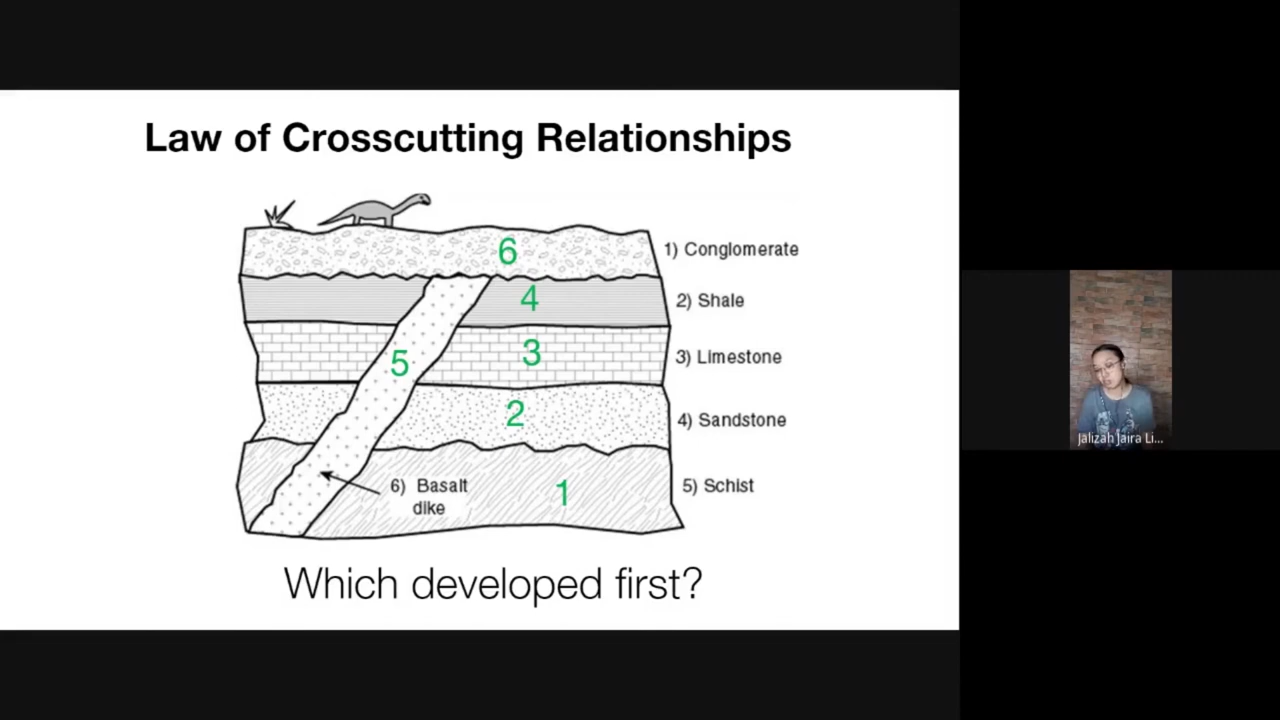 Law of Crosscutting Relationships
6
1) Conglomerate
4
2) Shale
5
3
3) Limestone
2
4) Sandstone
6) Basalt
dike
1
5) Schist
Which developed first?
Jalizah Jaira Li...